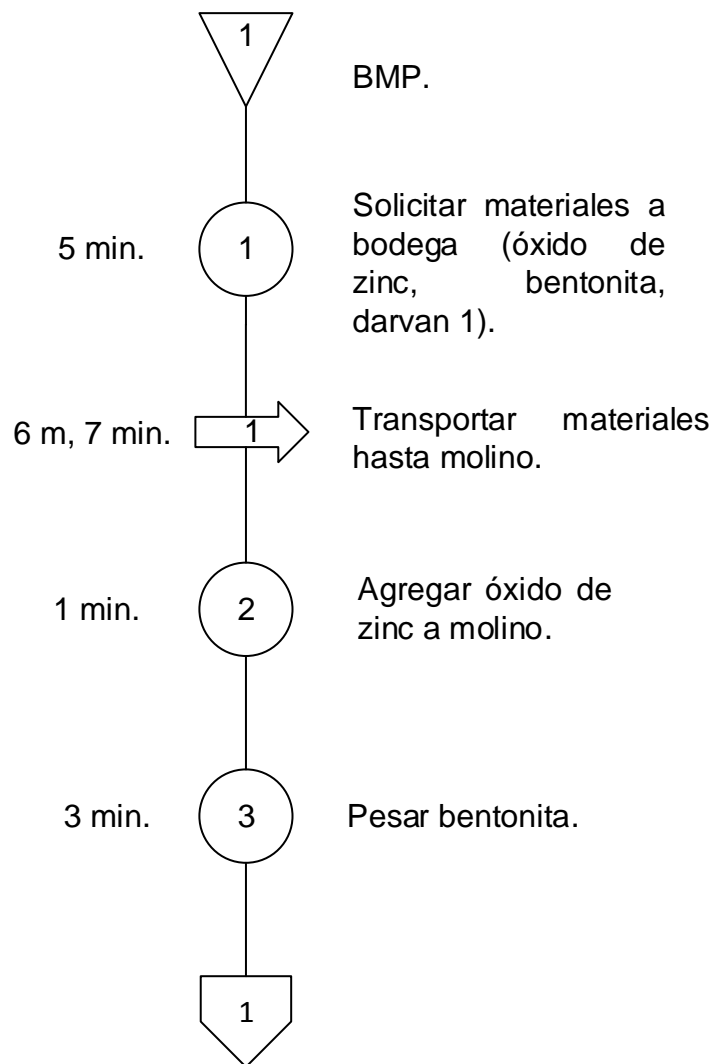 1
BMP.
5 min.
1
Solicitar materiales a
bodega (óxido de
zinc, bentonita,
darvan 1).
6 m, 7 min.
1
Transportar materiales
hasta molino.
1 min.
2
Agregar óxido de
zinc a molino.
3 min.
3
Pesar bentonita.
1